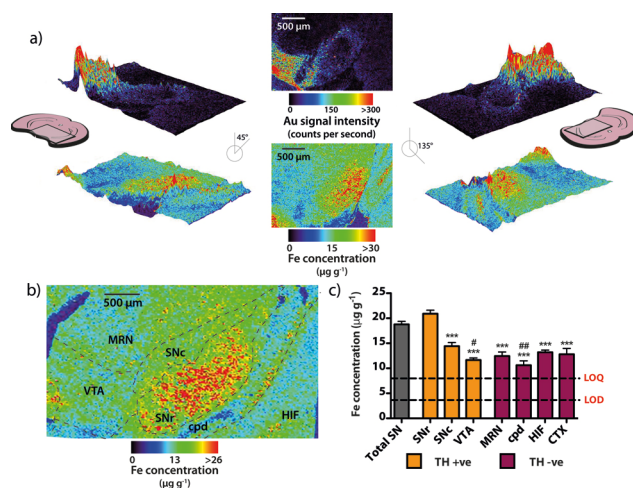 a)
500 µm
0 150 >300
Au signal intensity
(counts per second)
45°
135°
500 µm
0 15 >30
Fe concentration
(µg g⁻¹)
b)
500 µm
MRN
SNc
VTA
SNr
cpd
HIF
0 13 >26
Fe concentration
(µg g⁻¹)
c)
Fe concentration (µg g⁻¹)
25
20
15
10
5
0
***
#
***
***
##
***
***
***
LOQ
LOD
Total SN
SNr
SNc
VTA
MRN
cpd
HIF
CTX
TH +ve
TH -ve